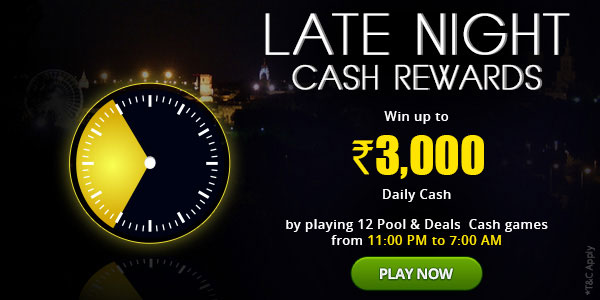 LATE NIGHT
CASH REWARDS
Win up to
₹3,000
Daily Cash
by playing 12 Pool & Deals Cash games
from 11:00 PM to 7:00 AM
PLAY NOW
*T&C Apply